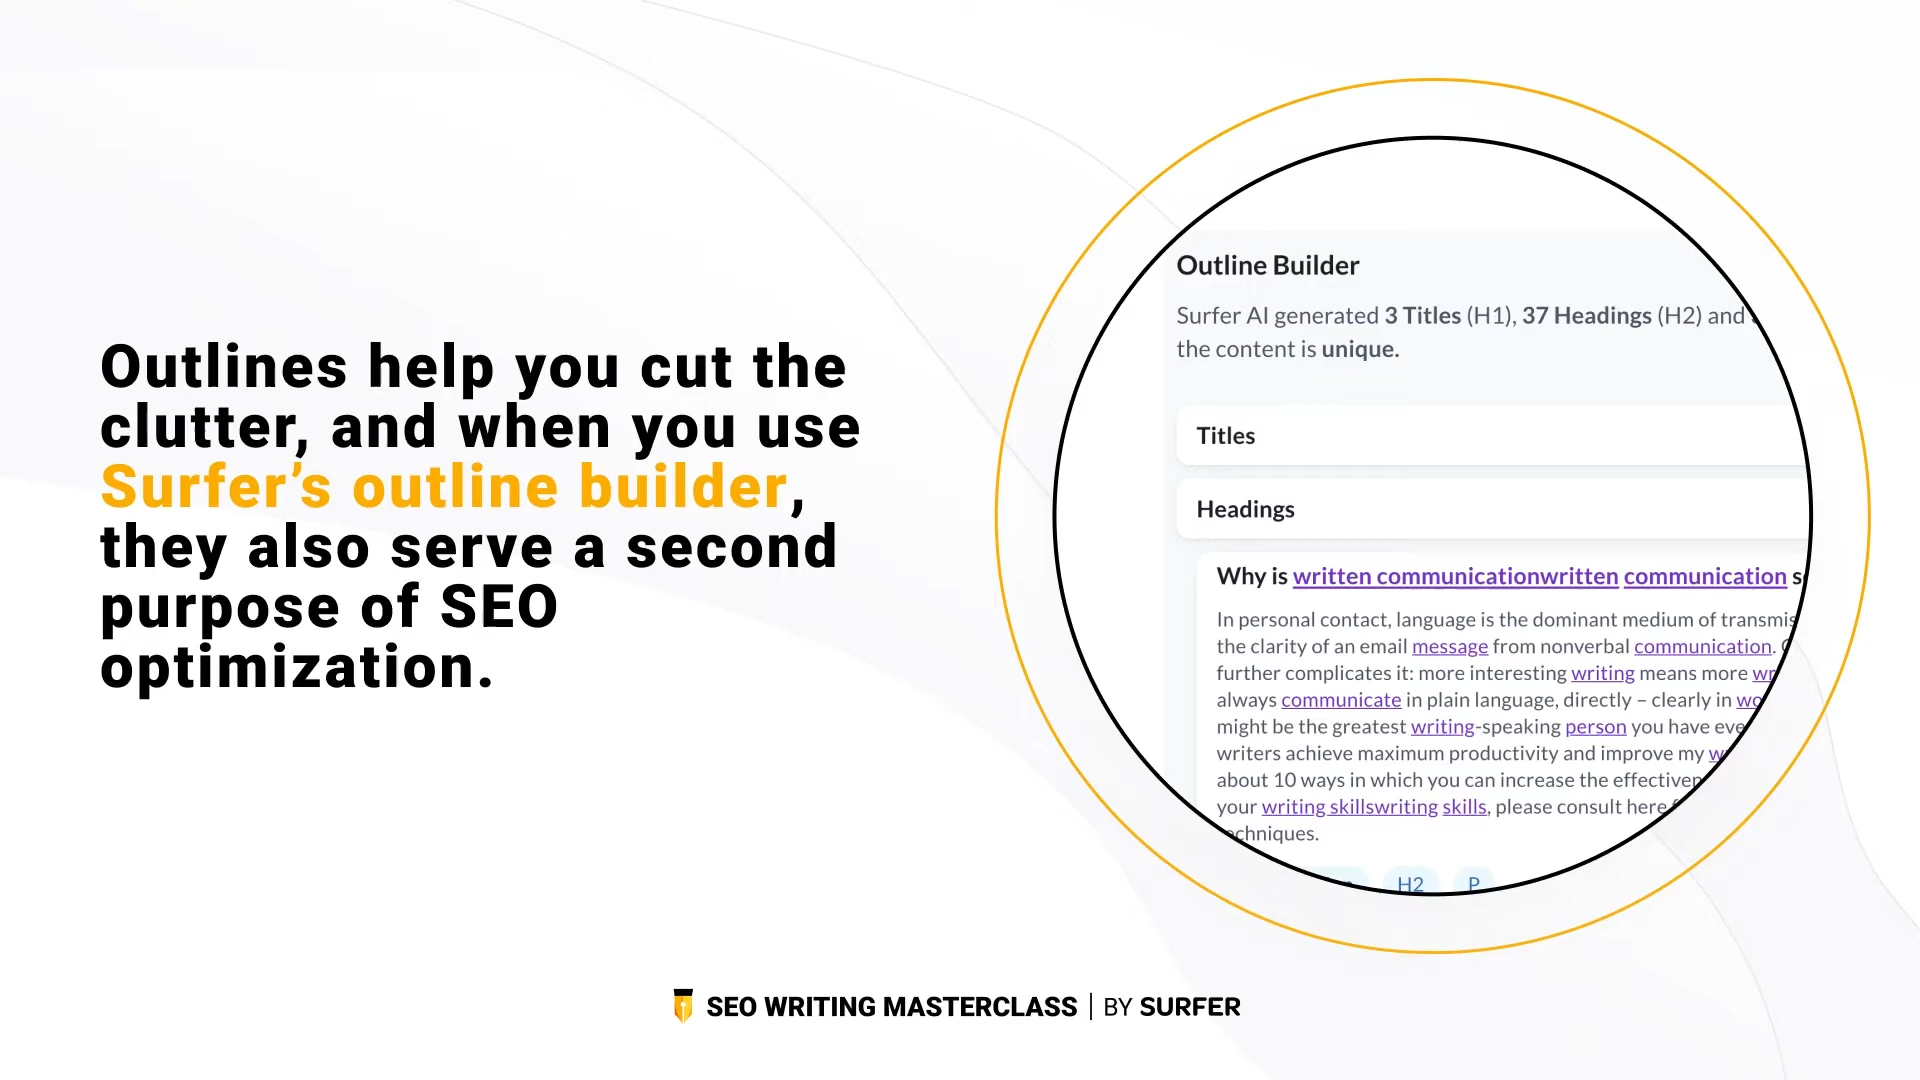 Outlines help you cut the
clutter, and when you use
Surfer’s outline builder,
they also serve a second
purpose of SEO
optimization.
Outline Builder
Surfer AI generated 3 Titles (H1), 37 Headings (H2) and
the content is unique.
Titles
Headings
Why is written communicationwritten communication
In personal contact, language is the dominant medium of
the clarity of an email message from nonverbal communication.
further complicates it: more interesting writing means more
always communicate in plain language, directly – clearly in
might be the greatest writing-speaking person you have
writers achieve maximum productivity and improve my
about 10 ways in which you can increase the
your writing skillswriting skills, please consult here
H2 P
SEO WRITING MASTERCLASS | BY SURFER